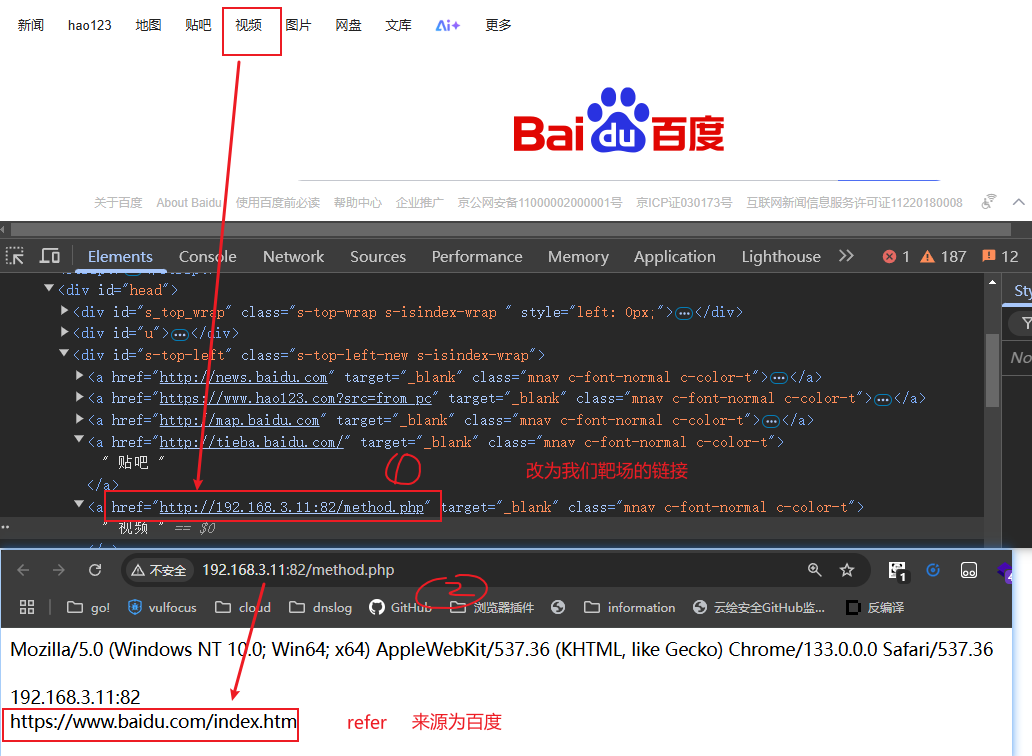 新闻 hao123 地图 贴吧 视频 图片 网盘 文库 Ai+ 更多
Bai du 百度
关于百度 About Baidu 使用百度前必读 帮助中心 企业推广 京公网安备11000002000001号 京ICP证030173号 互联网新闻信息服务许可证11220180008
Elements Console Network Sources Performance Memory Application Lighthouse 1 187 12
<div id="head"> Sty
<div id="s_top_wrap" class="s-top-wrap s-isindex-wrap " style="left: 0px;">…</div>
<div id="u">…</div>
<div id="s-top-left" class="s-top-left-new s-isindex-wrap"> No
<a href="http://news.baidu.com" target="_blank" class="mnav c-font-normal c-color-t">…</a>
<a href="https://www.hao123.com?src=from_pc" target="_blank" class="mnav c-font-normal c-color-t">…</a>
<a href="http://map.baidu.com" target="_blank" class="mnav c-font-normal c-color-t">…</a>
<a href="http://tieba.baidu.com/" target="_blank" class="mnav c-font-normal c-color-t">
" 贴吧 " ① 改为我们靶场的链接
</a>
<a href="http://192.168.3.11:82/method.php" target="_blank" class="mnav c-font-normal c-color-t">
" 视频 " == $0
不安全 192.168.3.11:82/method.php 1 4
②
go! vulfocus cloud dnslog GitHub 浏览器插件 information 云绘安全GitHub监... 反编译
Mozilla/5.0 (Windows NT 10.0; Win64; x64) AppleWebKit/537.36 (KHTML, like Gecko) Chrome/133.0.0.0 Safari/537.36
192.168.3.11:82
https://www.baidu.com/index.htm refer 来源为百度